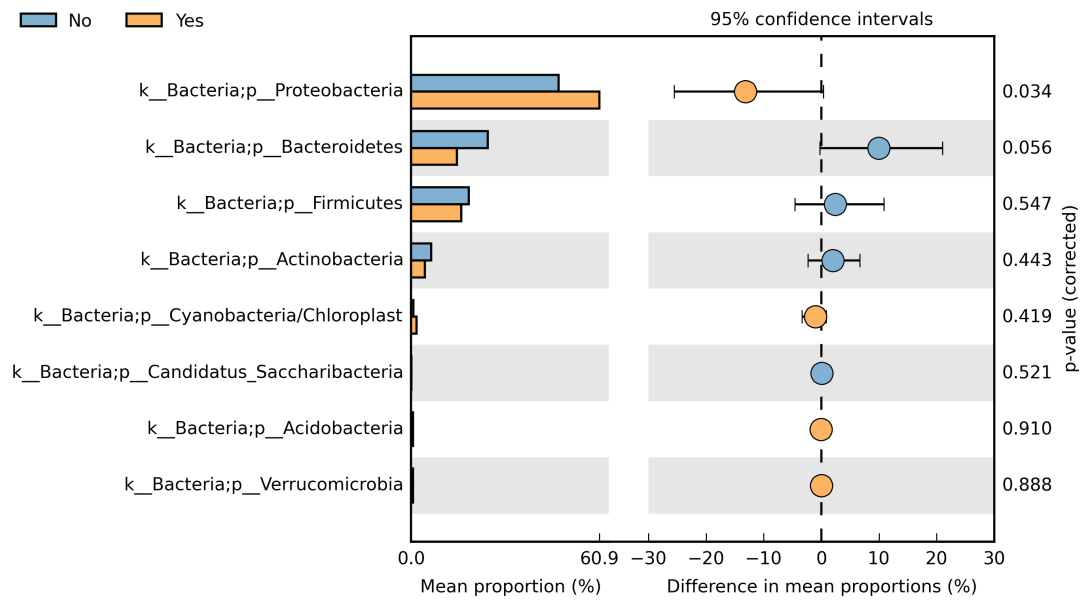 No Yes
95% confidence intervals
k__Bacteria;p__Proteobacteria 0.034
k__Bacteria;p__Bacteroidetes 0.056
k__Bacteria;p__Firmicutes 0.547
k__Bacteria;p__Actinobacteria 0.443
k__Bacteria;p__Cyanobacteria/Chloroplast 0.419
k__Bacteria;p__Candidatus_Saccharibacteria 0.521
k__Bacteria;p__Acidobacteria 0.910
k__Bacteria;p__Verrucomicrobia 0.888
p-value (corrected)
0.0 60.9 −30 −20 −10 0 10 20 30
Mean proportion (%) Difference in mean proportions (%)